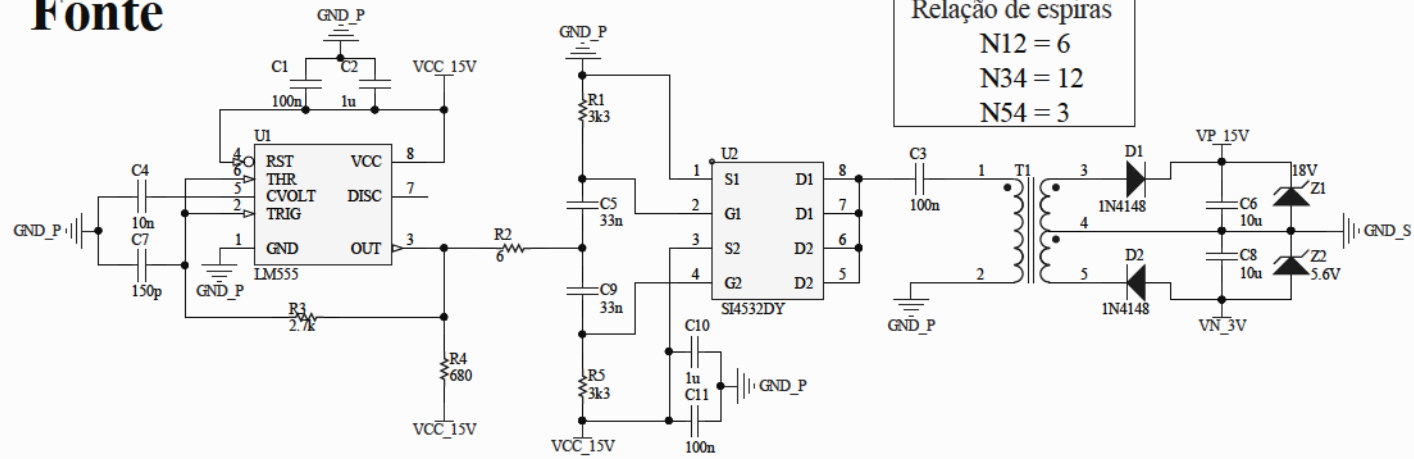 Fonte
Relação de espiras
N12 = 6
N34 = 12
N54 = 3
GND_P
C1
C2
100n
1u
VCC_15V
U1
4
RST
VCC
8
6
THR
5
CVOLT
DISC
7
2
TRIG
1
GND
OUT
3
LM555
C4
10n
GND_P
C7
150p
GND_P
R3
2.7k
R4
680
VCC_15V
R2
6
GND_P
R1
3k3
C5
33n
C9
33n
R5
3k3
VCC_15V
U2
1
S1
D1
8
2
G1
D1
7
3
S2
D2
6
4
G2
D2
5
SI4532DY
C10
1u
GND_P
C11
100n
C3
100n
1
T1
3
2
4
5
GND_P
D1
1N4148
D2
1N4148
VP_15V
18V
Z1
C6
10u
GND_S
C8
10u
Z2
5.6V
VN_3V